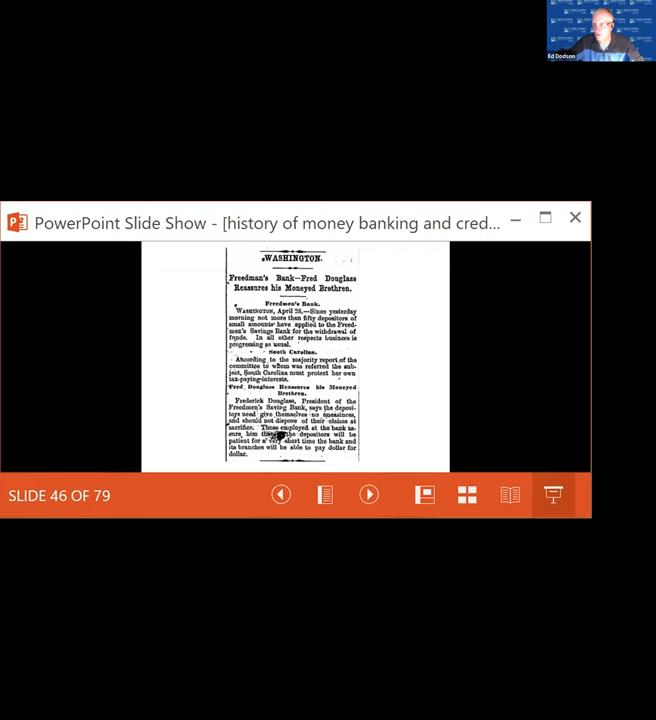 Ed Dodson
PowerPoint Slide Show - [history of money banking and cred...
WASHINGTON.
Freedman's Bank—Fred Douglass
Reassures his Moneyed Brethren.
Freedmen's Bank.
WASHINGTON, April 28.—Since yesterday
morning not more than fifty depositors of
small amounts have applied to the Freed-
men's Savings Bank for the withdrawal of
funds. In all other respects business is
progressing as usual.
South Carolina.
According to the majority report of the
committee to whom was referred the sub-
ject, South Carolina must protect her own
tax-paying interests.
Fred Douglass Reassures his Moneyed
Brethren.
Frederick Douglass, President of the
Freedmen's Saving Bank, says the deposi-
tors need give themselves no uneasiness,
and should not dispose of their claims at
sacrifice. Those employed at the bank as-
sure him the depositors will be
patient for a very short time the bank and
its branches will be able to pay dollar for
dollar.
SLIDE 46 OF 79